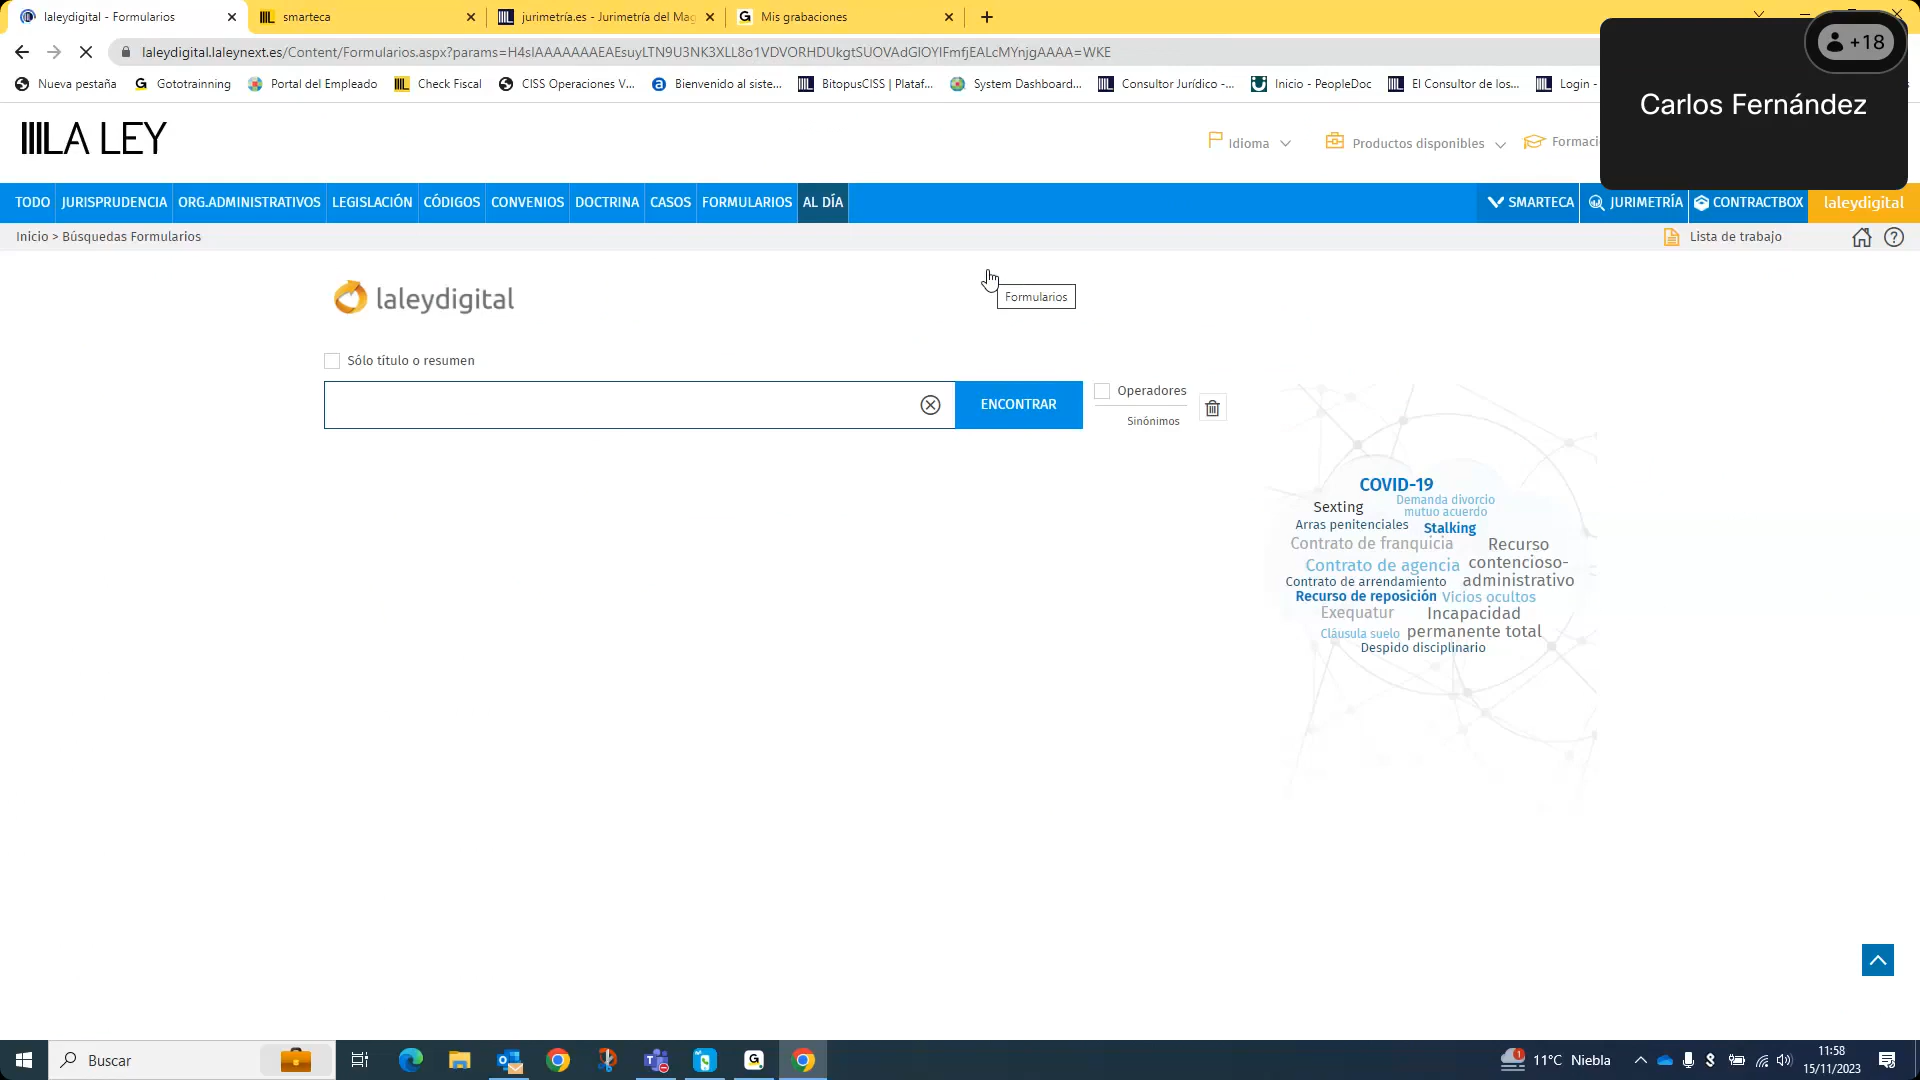 laleydigital - Formularios
smarteca
jurimetría.es - Jurimetría del Mag
Mis grabaciones
+18
laleydigital.laleynext.es/Content/Formularios.aspx?params=H4sIAAAAAAAEAEsuyLTN9U3NK3XLL8o1VDVORHDUkgtSUOVAdGlOYIFmfjEALcMYnjgAAAA=WKE
Nueva pestaña
Gototrainning
Portal del Empleado
Check Fiscal
CISS Operaciones V...
Bienvenido al siste...
BitopusCISS | Plataf...
System Dashboard...
Consultor Jurídico -...
Inicio - PeopleDoc
El Consultor de los...
Login -
Carlos Fernández
LA LEY
Idioma
Productos disponibles
Formaci
TODO JURISPRUDENCIA ORG.ADMINISTRATIVOS LEGISLACIÓN CÓDIGOS CONVENIOS DOCTRINA CASOS FORMULARIOS AL DÍA
SMARTECA JURIMETRÍA CONTRACTBOX laleydigital
Inicio > Búsquedas Formularios
Lista de trabajo
laleydigital
Formularios
Sólo título o resumen
ENCONTRAR
Operadores
Sinónimos
COVID-19
Sexting
Demanda divorcio
mutuo acuerdo
Arras penitenciales
Stalking
Contrato de franquicia
Recurso
contencioso-
administrativo
Contrato de agencia
Contrato de arrendamiento
Recurso de reposición
Vicios ocultos
Exequatur
Incapacidad
permanente total
Cláusula suelo
Despido disciplinario
Buscar
11°C Niebla
11:58
15/11/2023